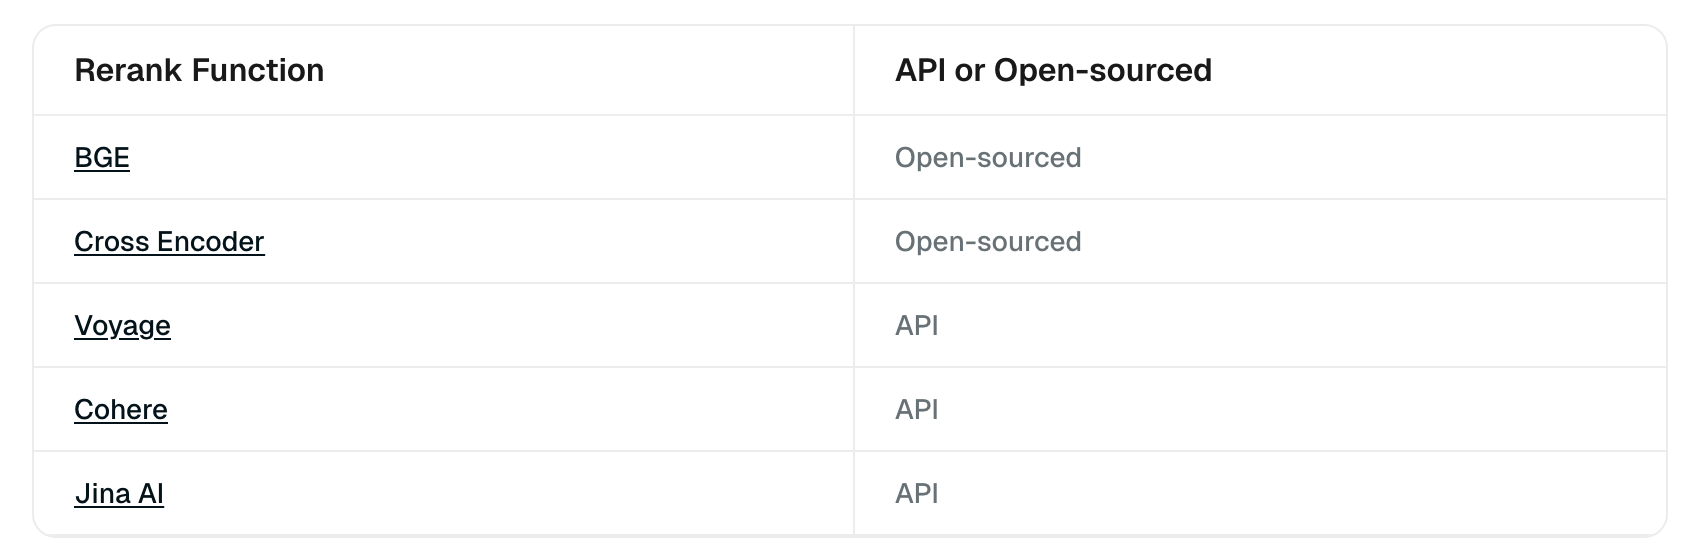 Rerank Function
API or Open-sourced
BGE
Open-sourced
Cross Encoder
Open-sourced
Voyage
API
Cohere
API
Jina AI
API